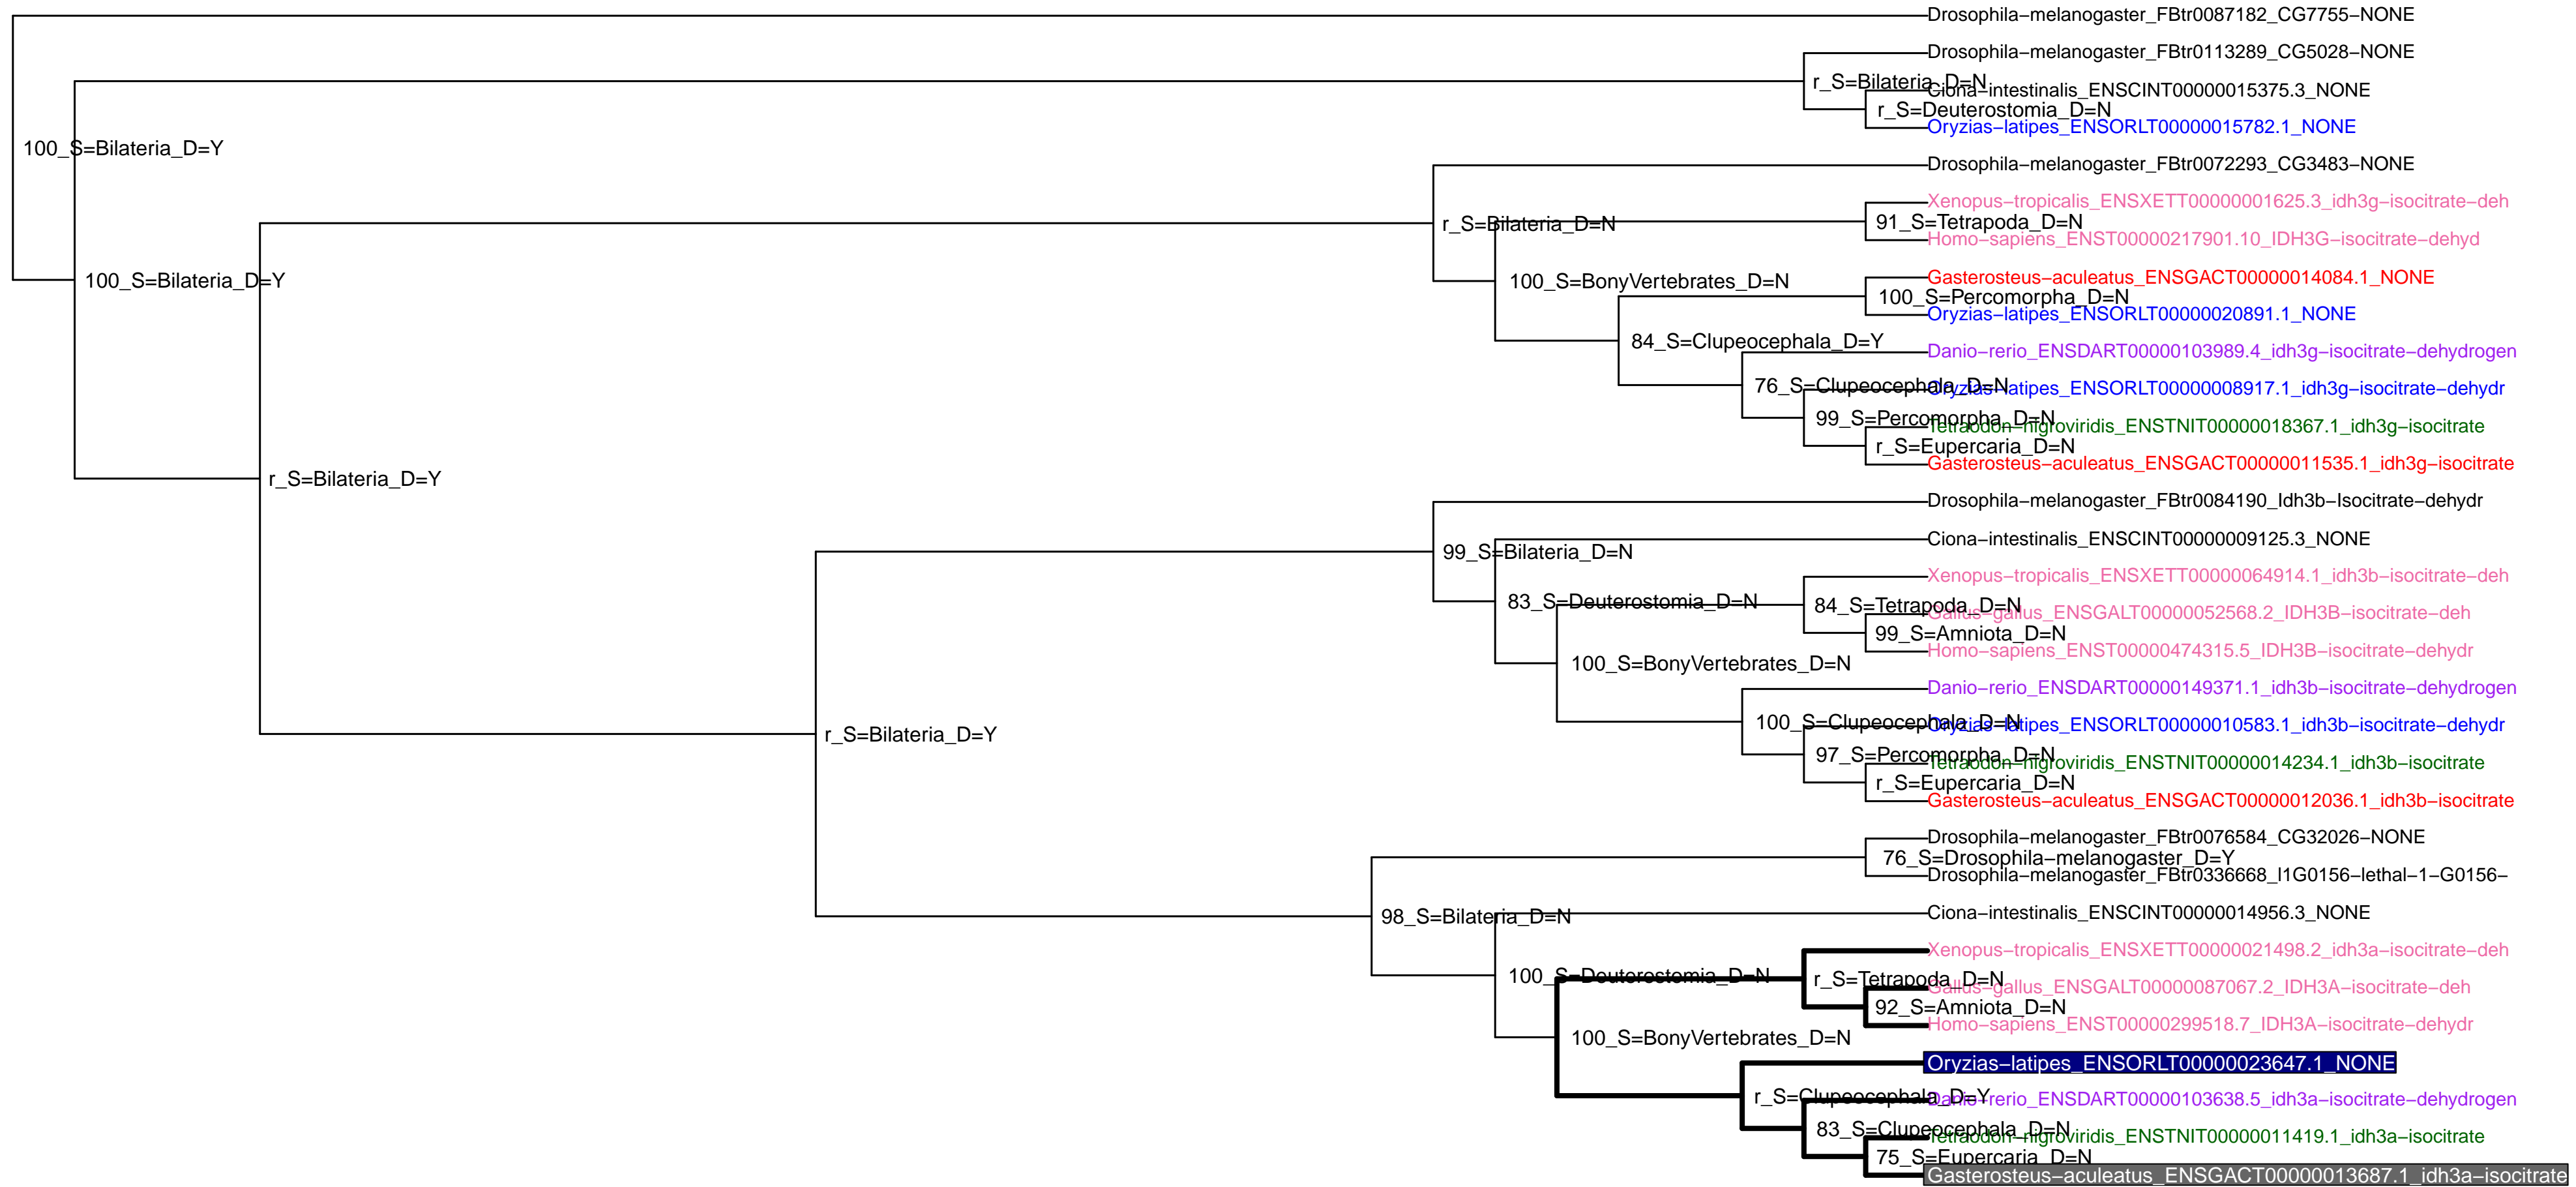 Drosophila−melanogaster_FBtr0087182_CG7755−NONE
Drosophila−melanogaster_FBtr0113289_CG5028−NONE
r_S=Bilateria_D=N
Ciona−intestinalis_ENSCINT00000015375.3_NONE
r_S=Deuterostomia_D=N
Oryzias−latipes_ENSORLT00000015782.1_NONE
100_S=Bilateria_D=Y
Drosophila−melanogaster_FBtr0072293_CG3483−NONE
Xenopus−tropicalis_ENSXETT00000001625.3_idh3g−isocitrate−deh
r_S=Bilateria_D=N
91_S=Tetrapoda_D=N
Homo−sapiens_ENST00000217901.10_IDH3G−isocitrate−dehyd
Gasterosteus−aculeatus_ENSGACT00000014084.1_NONE
100_S=Bilateria_D=Y
100_S=BonyVertebrates_D=N
100_S=Percomorpha_D=N
Oryzias−latipes_ENSORLT00000020891.1_NONE
84_S=Clupeocephala_D=Y
Danio−rerio_ENSDART00000103989.4_idh3g−isocitrate−dehydrogen
76_S=Clupeocephala_D=N
Oryzias−latipes_ENSORLT00000008917.1_idh3g−isocitrate−dehydr
99_S=Percomorpha_D=N
Tetraodon−nigroviridis_ENSTNIT00000018367.1_idh3g−isocitrate
r_S=Eupercaria_D=N
Gasterosteus−aculeatus_ENSGACT00000011535.1_idh3g−isocitrate
r_S=Bilateria_D=Y
Drosophila−melanogaster_FBtr0084190_Idh3b−Isocitrate−dehydr
Ciona−intestinalis_ENSCINT00000009125.3_NONE
99_S=Bilateria_D=N
Xenopus−tropicalis_ENSXETT00000064914.1_idh3b−isocitrate−deh
83_S=Deuterostomia_D=N
84_S=Tetrapoda_D=N
Gallus−gallus_ENSGALT00000052568.2_IDH3B−isocitrate−deh
99_S=Amniota_D=N
Homo−sapiens_ENST00000474315.5_IDH3B−isocitrate−dehydr
100_S=BonyVertebrates_D=N
Danio−rerio_ENSDART00000149371.1_idh3b−isocitrate−dehydrogen
100_S=Clupeocephala_D=N
Oryzias−latipes_ENSORLT00000010583.1_idh3b−isocitrate−dehydr
r_S=Bilateria_D=Y
97_S=Percomorpha_D=N
Tetraodon−nigroviridis_ENSTNIT00000014234.1_idh3b−isocitrate
r_S=Eupercaria_D=N
Gasterosteus−aculeatus_ENSGACT00000012036.1_idh3b−isocitrate
Drosophila−melanogaster_FBtr0076584_CG32026−NONE
76_S=Drosophila−melanogaster_D=Y
Drosophila−melanogaster_FBtr0336668_l1G0156−lethal−1−G0156−
98_S=Bilateria_D=N
Ciona−intestinalis_ENSCINT00000014956.3_NONE
Xenopus−tropicalis_ENSXETT00000021498.2_idh3a−isocitrate−deh
100_S=Deuterostomia_D=N
r_S=Tetrapoda_D=N
Gallus−gallus_ENSGALT00000087067.2_IDH3A−isocitrate−deh
92_S=Amniota_D=N
Homo−sapiens_ENST00000299518.7_IDH3A−isocitrate−dehydr
100_S=BonyVertebrates_D=N
Oryzias−latipes_ENSORLT00000023647.1_NONE
r_S=Clupeocephala_D=Y
Danio−rerio_ENSDART00000103638.5_idh3a−isocitrate−dehydrogen
83_S=Clupeocephala_D=N
Tetraodon−nigroviridis_ENSTNIT00000011419.1_idh3a−isocitrate
75_S=Eupercaria_D=N
Gasterosteus−aculeatus_ENSGACT00000013687.1_idh3a−isocitrate